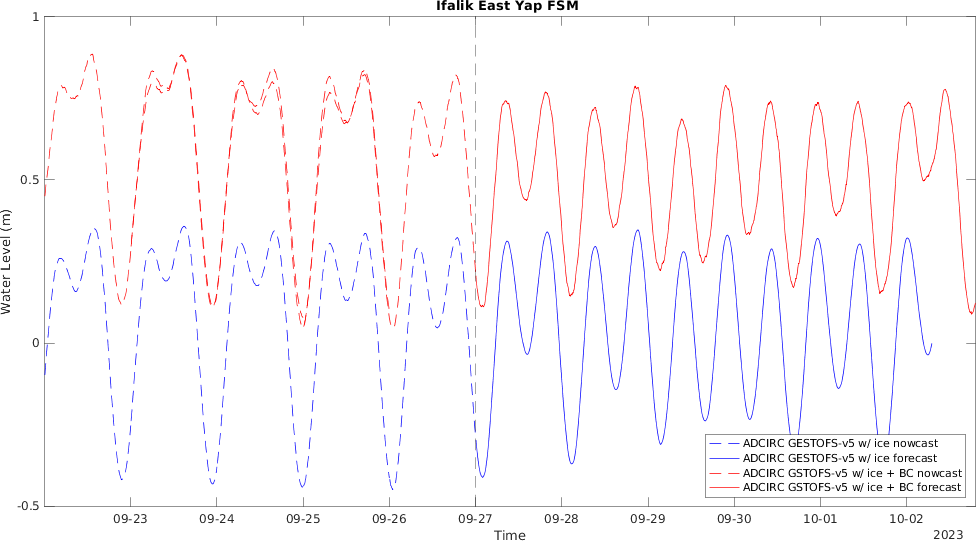 Ifalik East Yap FSM
1
0.5
0
-0.5
Water Level (m)
09-23 09-24 09-25 09-26 09-27 09-28 09-29 09-30 10-01 10-02
Time
2023
ADCIRC GESTOFS-v5 w/ ice nowcast
ADCIRC GESTOFS-v5 w/ ice forecast
ADCIRC GSTOFS-v5 w/ ice + BC nowcast
ADCIRC GSTOFS-v5 w/ ice + BC forecast